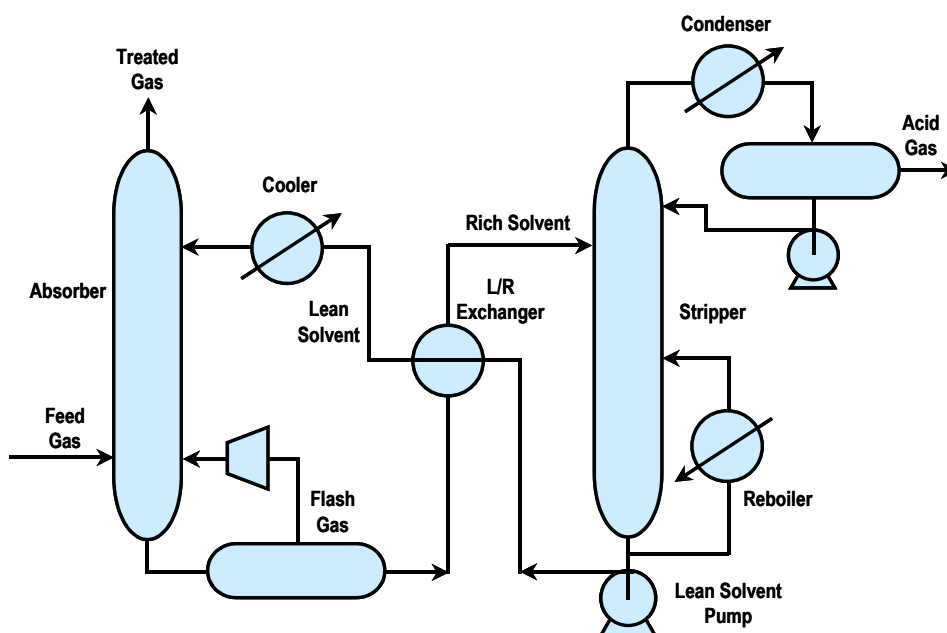 Condenser
Treated
Gas
Acid
Gas
Cooler
Rich Solvent
Absorber
L/R
Exchanger
Lean
Solvent
Stripper
Feed
Gas
Flash
Gas
Reboiler
Lean Solvent
Pump